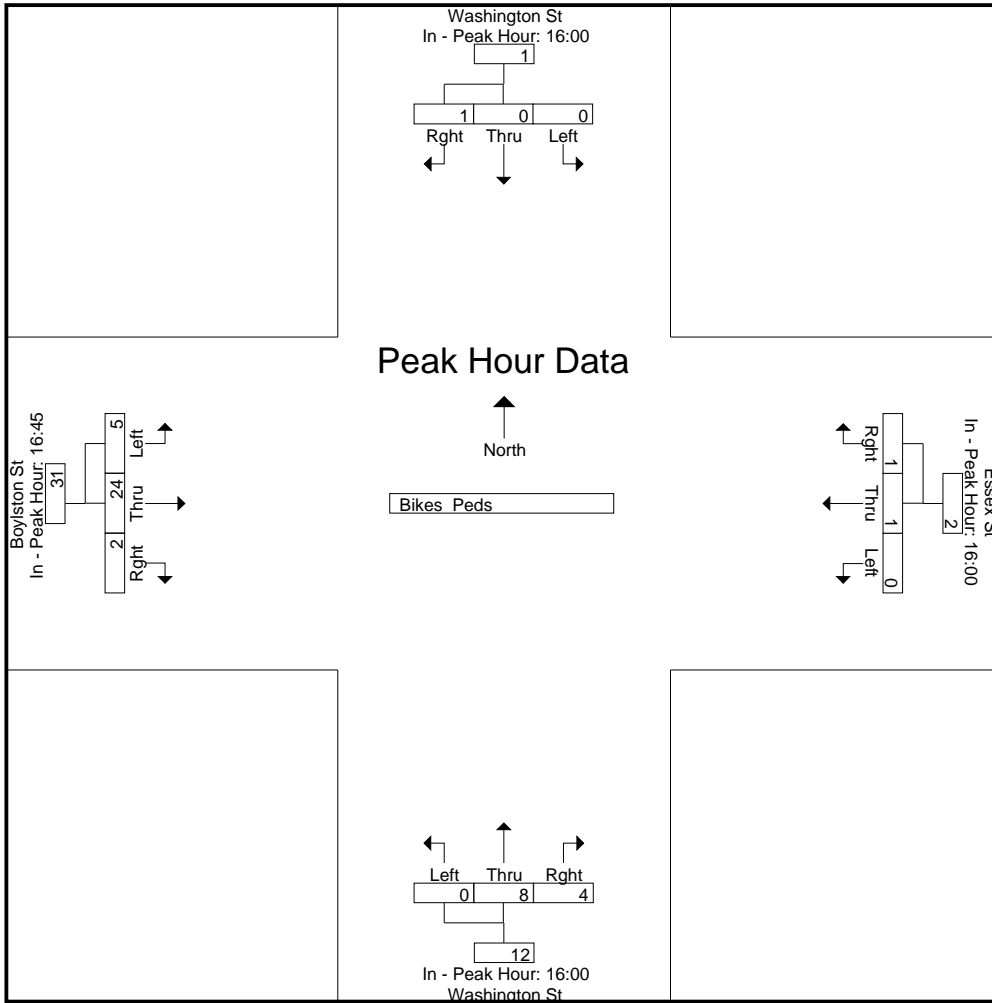 Washington St
In - Peak Hour: 16:00
1
1 0 0
Rght Thru Left
Peak Hour Data
North
Bikes Peds
Boylston St
In - Peak Hour: 16:45
31
5 24 2
Left Thru Rght
Essex St
In - Peak Hour: 16:00
2
1 1 0
Rght Thru Left
Left Thru Rght
0 8 4
12
In - Peak Hour: 16:00
Washington St